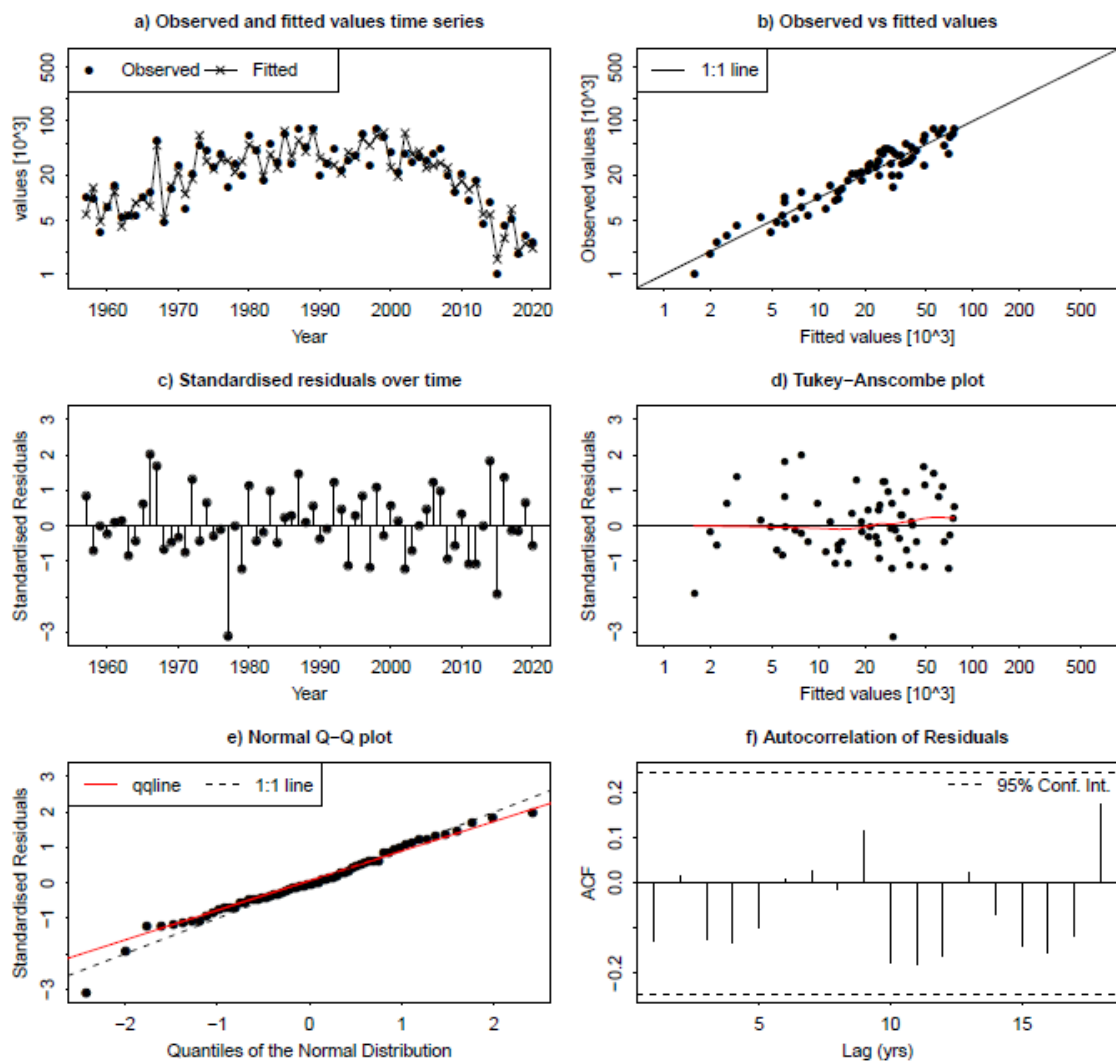 a) Observed and fitted values time series
Observed Fitted
values [10^3]
500
100
20
5
1
1960 1970 1980 1990 2000 2010 2020
Year
b) Observed vs fitted values
1:1 line
Observed values [10^3]
500
100
20
5
1
1 2 5 10 20 50 100 200 500
Fitted values [10^3]
c) Standardised residuals over time
Standardised Residuals
3
2
1
0
−1
−3
1960 1970 1980 1990 2000 2010 2020
Year
d) Tukey−Anscombe plot
Standardised Residuals
3
2
1
0
−1
−3
1 2 5 10 20 50 100 200 500
Fitted values [10^3]
e) Normal Q−Q plot
qqline 1:1 line
Standardised Residuals
3
2
1
0
−1
−3
−2 −1 0 1 2
Quantiles of the Normal Distribution
f) Autocorrelation of Residuals
95% Conf. Int.
ACF
0.2
0.1
0.0
−0.2
5 10 15
Lag (yrs)